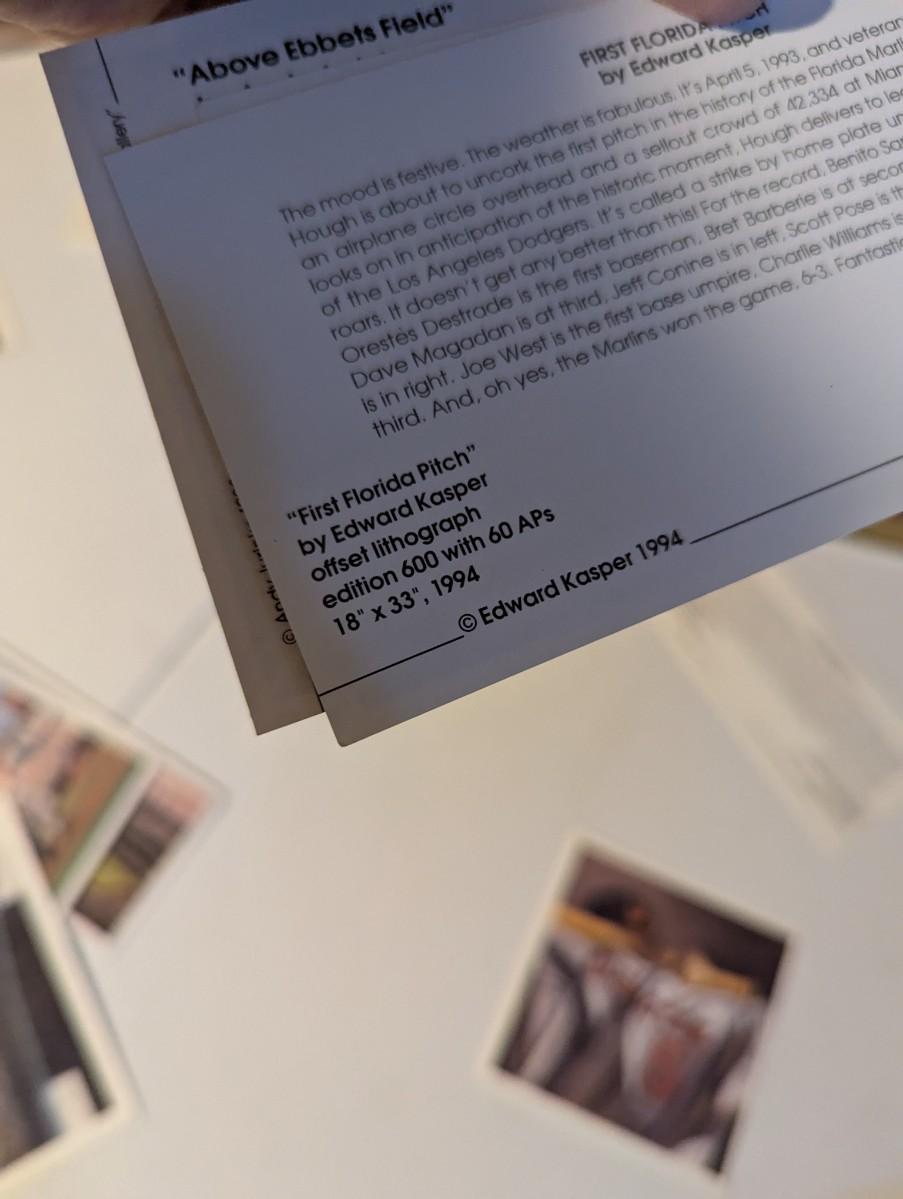 "Above Ebbets Field"
FIRST FLORIDA
by Edward Kasper
The mood is festive. The weather is fabulous. It's April 5, 1993, and veteran
Hough is about to uncork the first pitch in the history of the Florida Marl
an airplane circle overhead and a sellout crowd of 42,334 at Miam
looks on in anticipation of the historic moment. Hough delivers to le
of the Los Angeles Dodgers. It's called a strike by home plate um
roars. It doesn't get any better than this! For the record, Benito San
Orestes Destrade is the first baseman, Bret Barberie is at secon
Dave Magadan is at third, Jeff Conine is in left, Scott Pose is th
is in right. Joe West is the first base umpire, Charlie Williams is
third. And, oh yes, the Marlins won the game, 6-3. Fantastic
"First Florida Pitch"
by Edward Kasper
offset lithograph
edition 600 with 60 APs
18" x 33", 1994
© Edward Kasper 1994